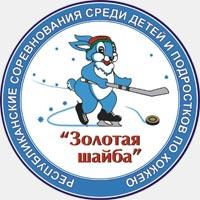 РЕСПУБЛИКАНСКИЕ СОРЕВНОВАНИЯ СРЕДИ ДЕТЕЙ И ПОДРОСТКОВ ПО ХОККЕЮ
"Золотая
шайба"